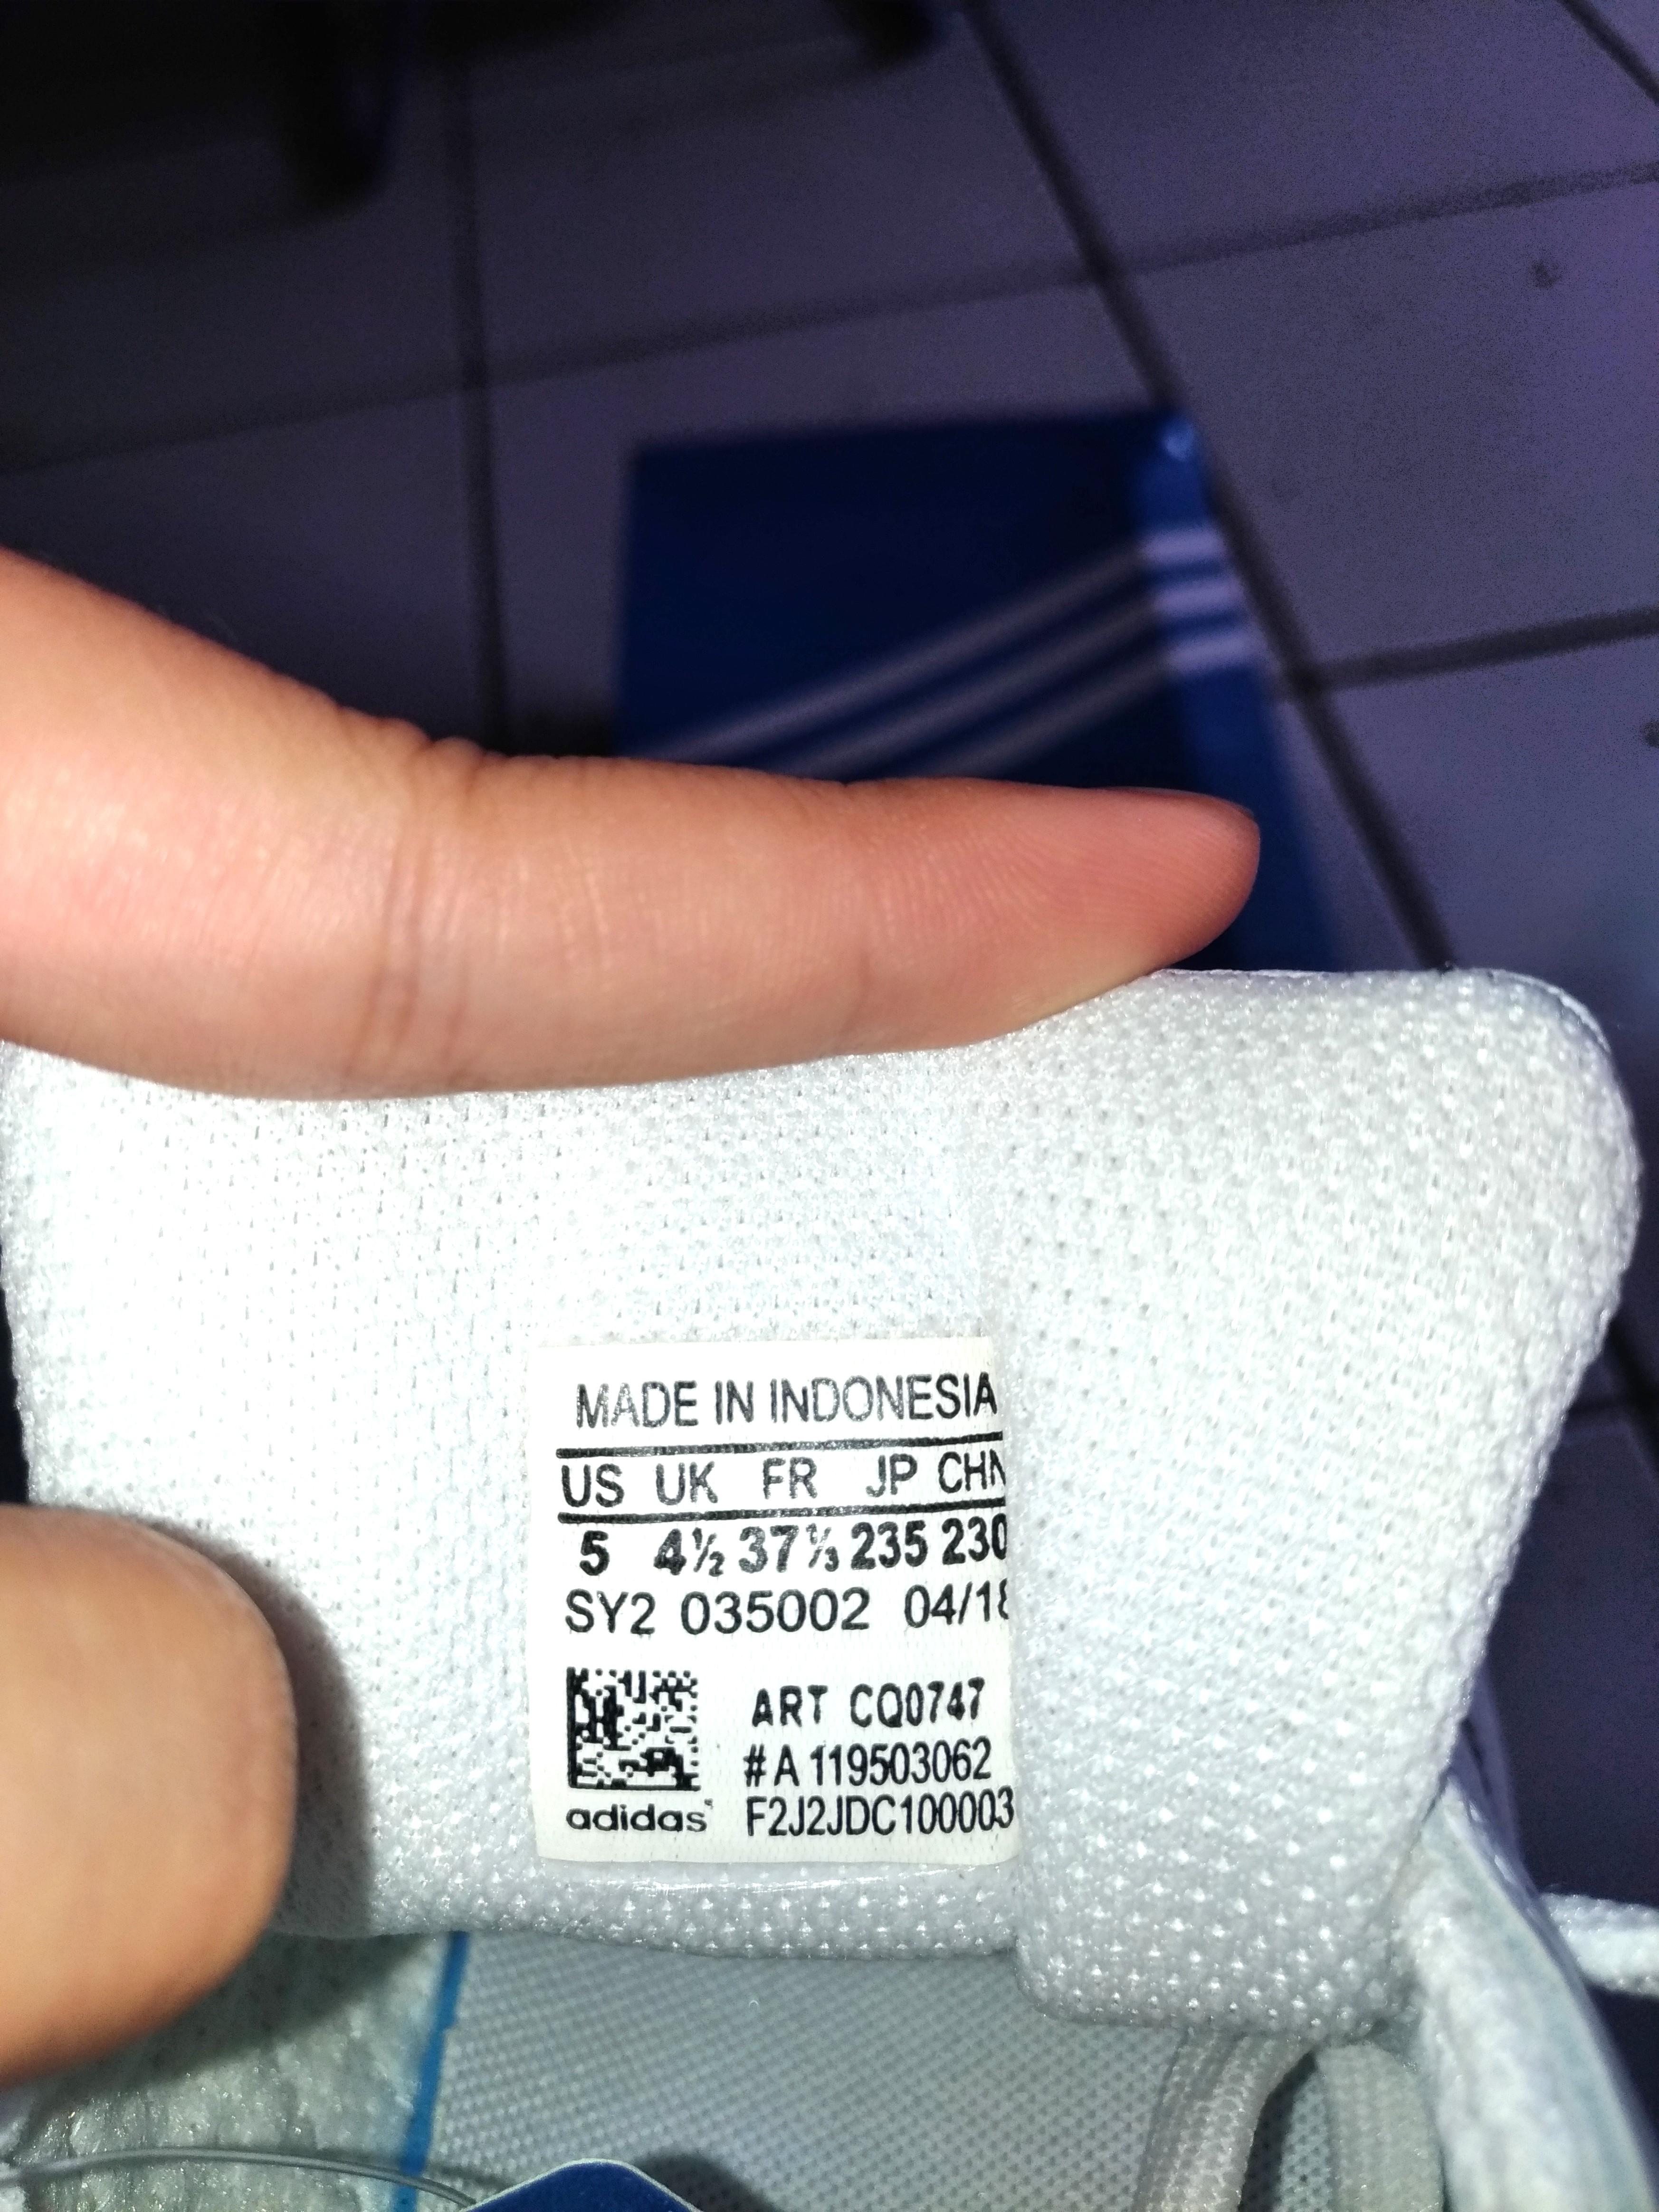 MADE IN INDONESIA
US UK FR JP CHN
5 4½ 37⅓ 235 230
SY2 035002 04/18
ART CQ0747
#A 119503062
adidas F2J2JDC100003